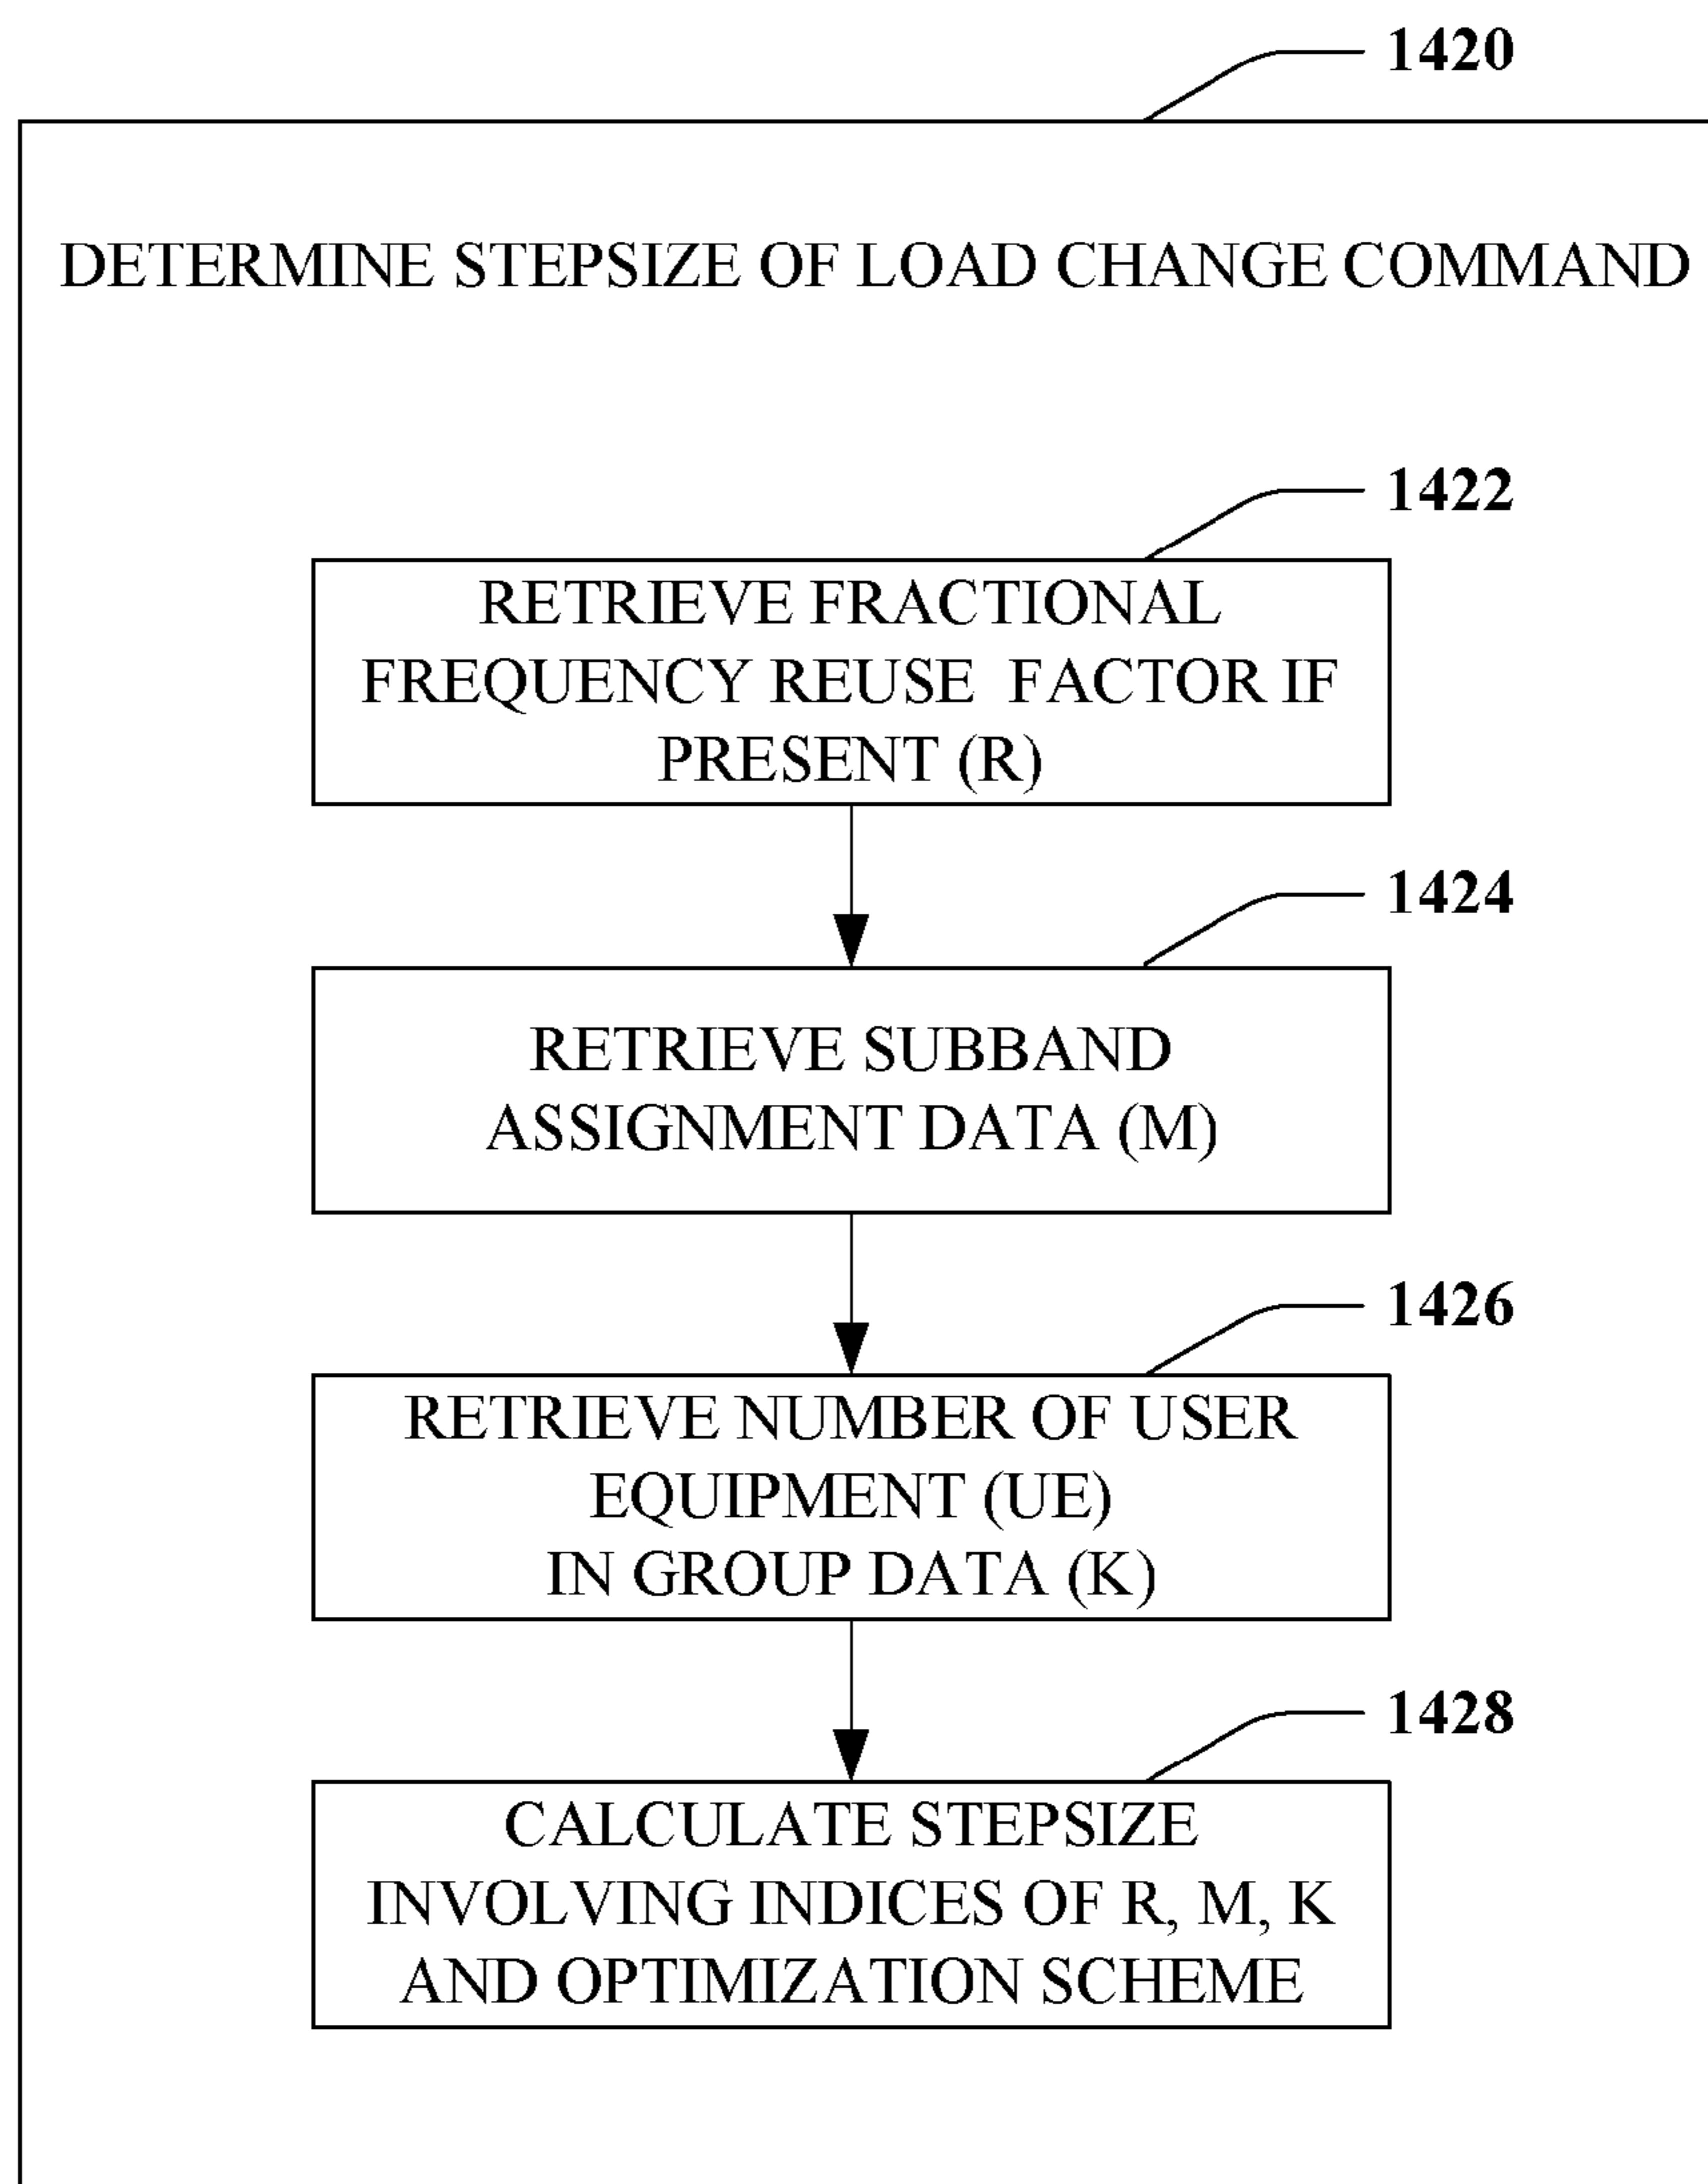 1420
DETERMINE STEPSIZE OF LOAD CHANGE COMMAND
1422
RETRIEVE FRACTIONAL
FREQUENCY REUSE FACTOR IF
PRESENT (R)
1424
RETRIEVE SUBBAND
ASSIGNMENT DATA (M)
1426
RETRIEVE NUMBER OF USER
EQUIPMENT (UE)
IN GROUP DATA (K)
1428
CALCULATE STEPSIZE
INVOLVING INDICES OF R, M, K
AND OPTIMIZATION SCHEME